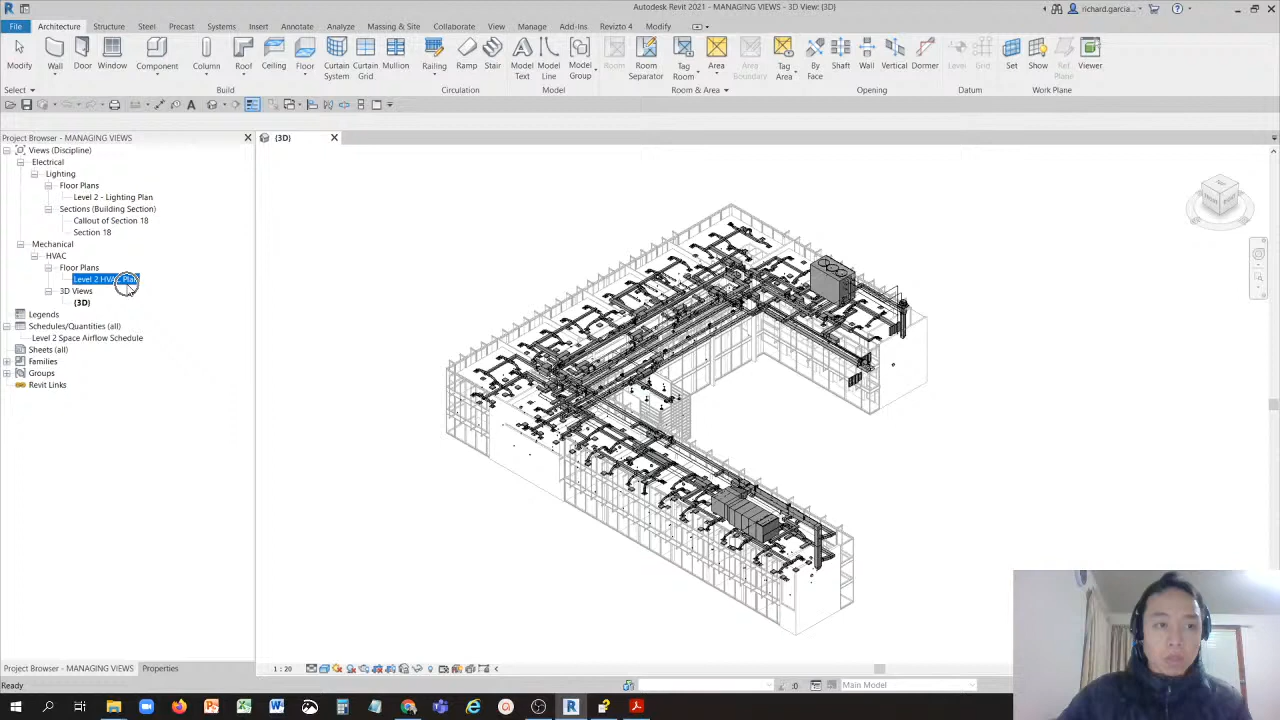 Autodesk Revit 2021 - MANAGING VIEWS - 3D View: (3D)
richard.garcia...
File Architecture Structure Steel Precast Systems Insert Annotate Analyze Massing & Site Collaborate View Manage Add-Ins Revizto 4 Modify
Modify Wall Door Window Component Column Roof Ceiling Floor Curtain System Curtain Grid Mullion Railing Ramp Stair Model Text Model Line Model Group Room Room Separator Tag Room Area Area Boundary Tag Area By Face Shaft Wall Vertical Dormer Level Grid Set Show Ref Plane Viewer
Select Build Circulation Model Room & Area Opening Datum Work Plane
Project Browser - MANAGING VIEWS
(3D)
Views (Discipline)
Electrical
Lighting
Floor Plans
Level 2 - Lighting Plan
Sections (Building Section)
Callout of Section 18
Section 18
Mechanical
HVAC
Floor Plans
Level 2 HVAC Plan
3D Views
(3D)
Legends
Schedules/Quantities (all)
Level 2 Space Airflow Schedule
Sheets (all)
Families
Groups
Revit Links
Project Browser - MANAGING VIEWS Properties
1 : 20
Ready
:0
Main Model